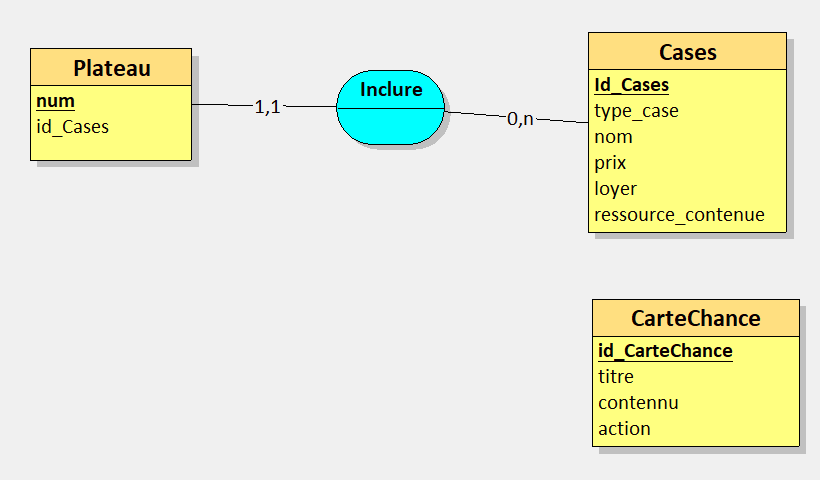 Plateau
num
id_Cases
1,1
Inclure
0,n
Cases
Id_Cases
type_case
nom
prix
loyer
ressource_contenue
CarteChance
id_CarteChance
titre
contennu
action